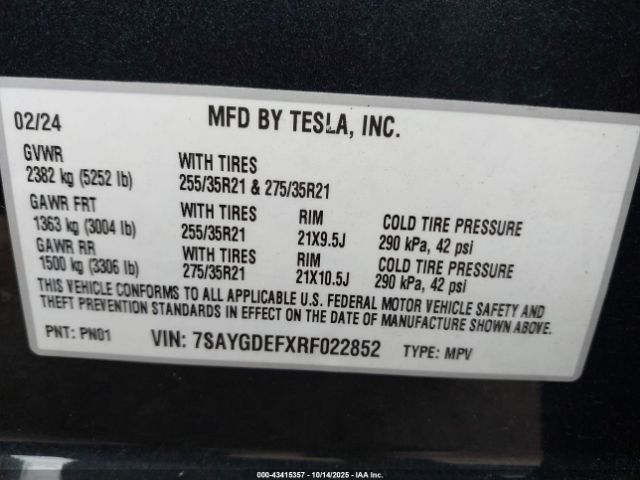 02/24 MFD BY TESLA, INC.
GVWR WITH TIRES
2382 kg (5252 lb) 255/35R21 & 275/35R21
GAWR FRT WITH TIRES RIM COLD TIRE PRESSURE
1363 kg (3004 lb) 255/35R21 21X9.5J 290 kPa, 42 psi
GAWR RR WITH TIRES RIM COLD TIRE PRESSURE
1500 kg (3306 lb) 275/35R21 21X10.5J 290 kPa, 42 psi
THIS VEHICLE CONFORMS TO ALL APPLICABLE U.S. FEDERAL MOTOR VEHICLE SAFETY AND
THEFT PREVENTION STANDARDS IN EFFECT ON THE DATE OF MANUFACTURE SHOWN ABOVE.
PNT: PN01 VIN: 7SAYGDEFXRF022852 TYPE: MPV
000-43415357 - 10/14/2025 - IAA Inc.